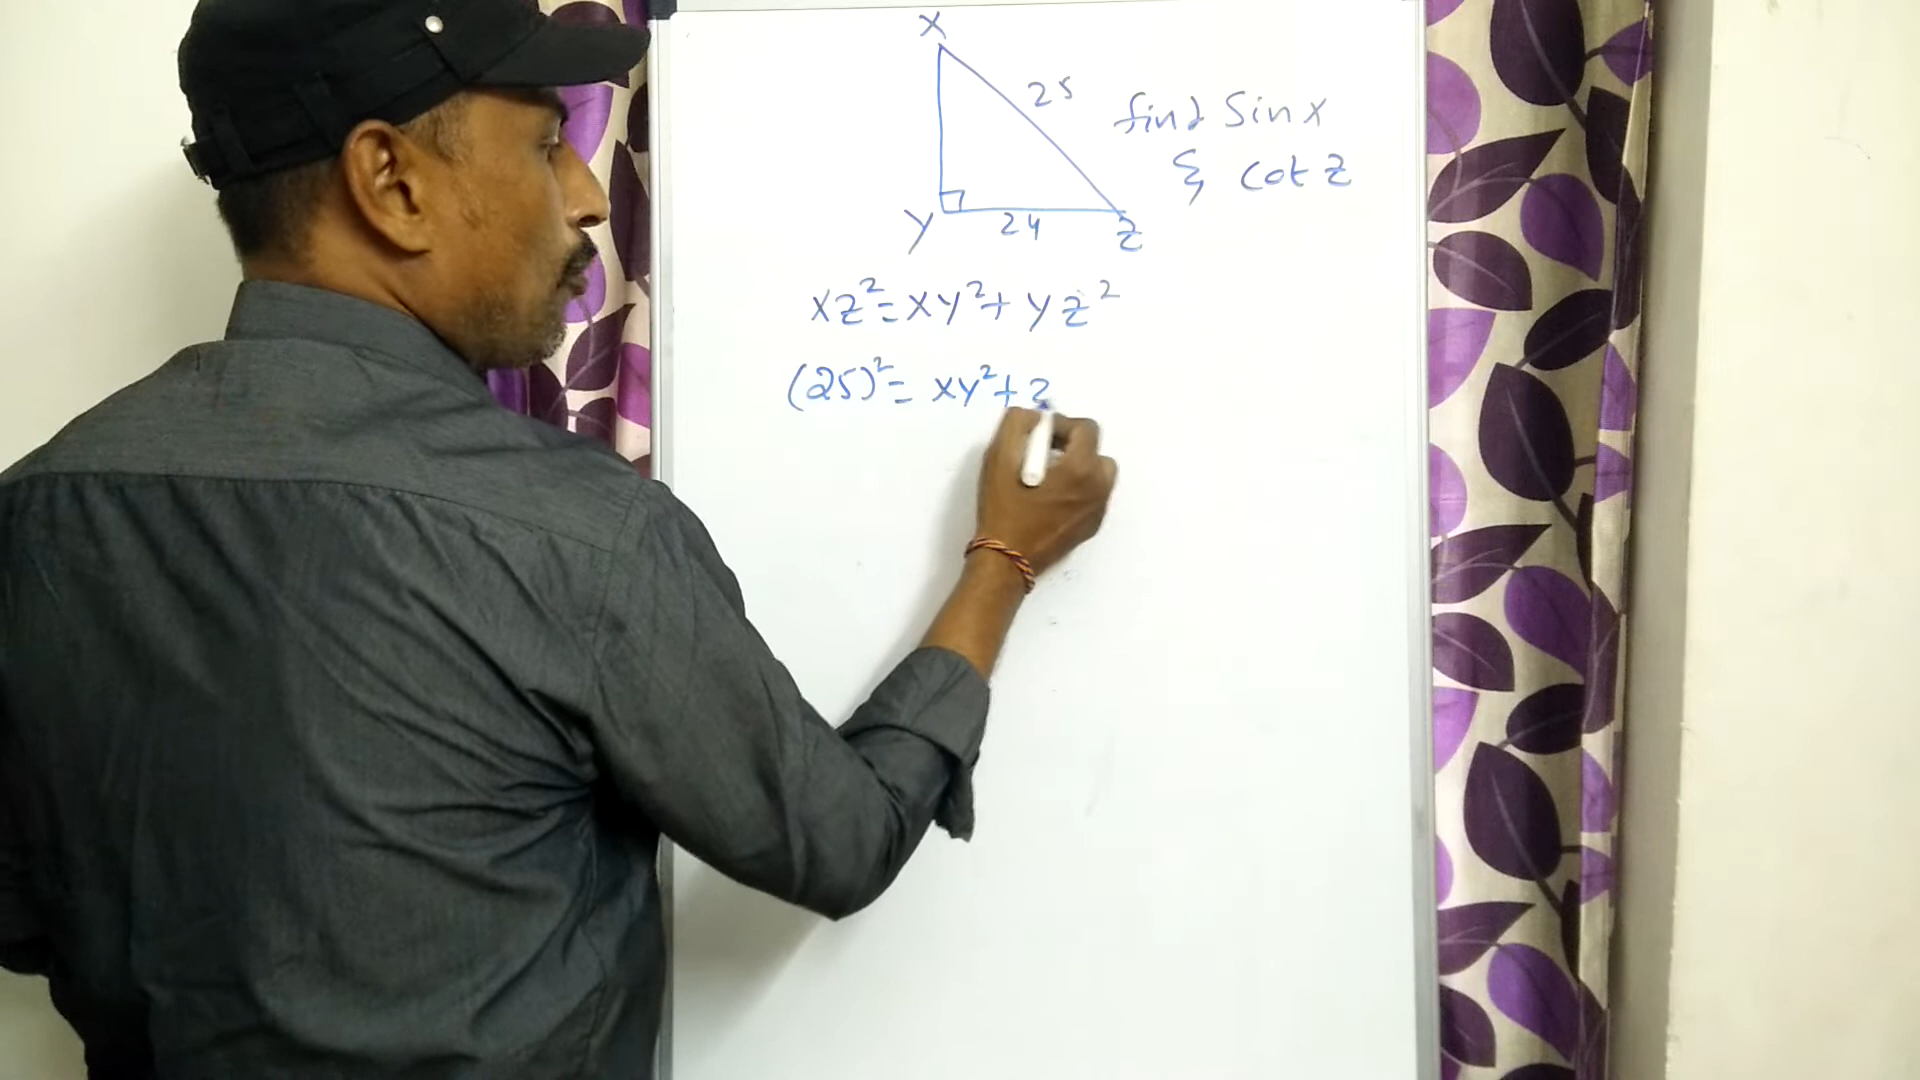 X
25
find Sin X
& cot Z
Y
24
Z
XZ²=XY²+YZ²
(25)²= XY²+2